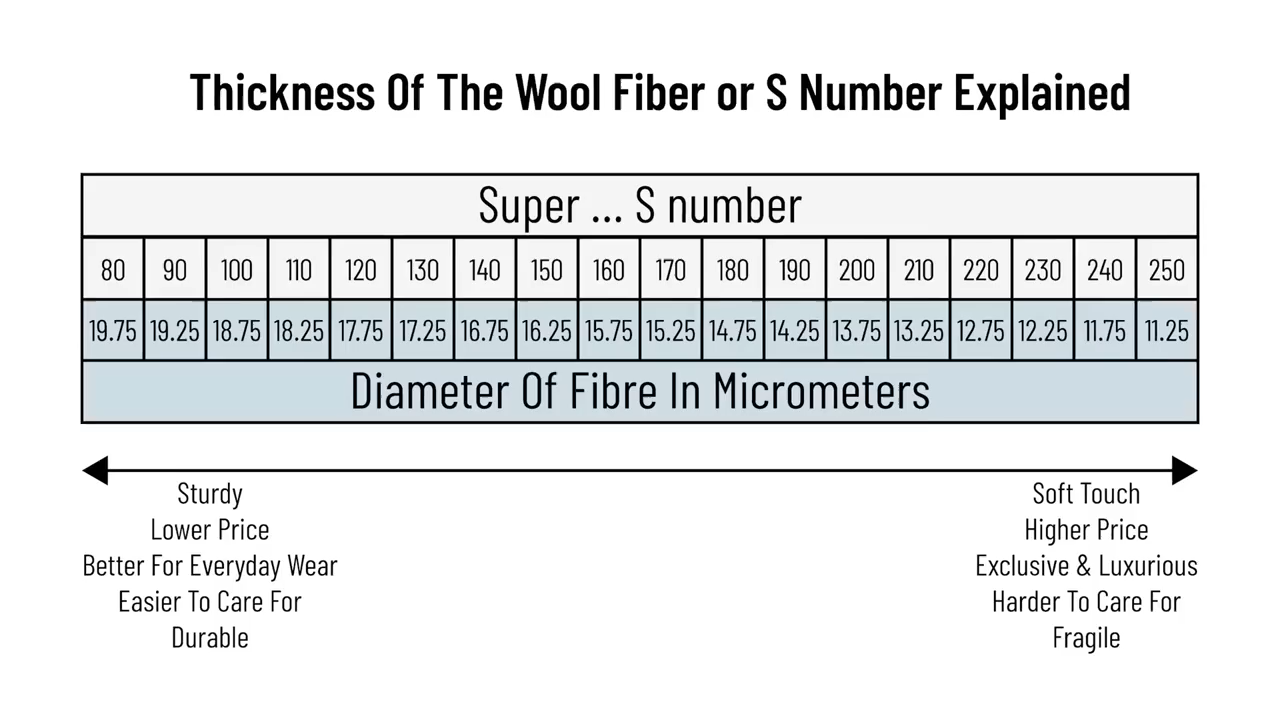 Thickness Of The Wool Fiber or S Number Explained
Super ... S number
80 90 100 110 120 130 140 150 160 170 180 190 200 210 220 230 240 250
19.75 19.25 18.75 18.25 17.75 17.25 16.75 16.25 15.75 15.25 14.75 14.25 13.75 13.25 12.75 12.25 11.75 11.25
Diameter Of Fibre In Micrometers
Sturdy
Lower Price
Better For Everyday Wear
Easier To Care For
Durable
Soft Touch
Higher Price
Exclusive & Luxurious
Harder To Care For
Fragile